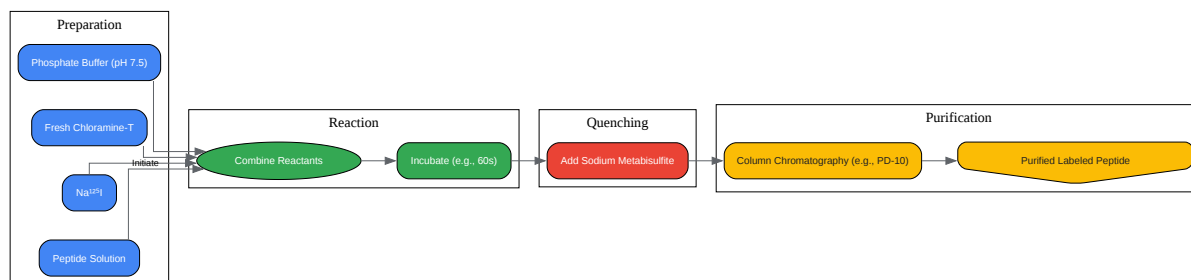 Preparation
Phosphate Buffer (pH 7.5)
Fresh Chloramine-T
Initiate
Na¹²⁵I
Peptide Solution
Reaction
Combine Reactants
Incubate (e.g., 60s)
Quenching
Add Sodium Metabisulfite
Purification
Column Chromatography (e.g., PD-10)
Purified Labeled Peptide